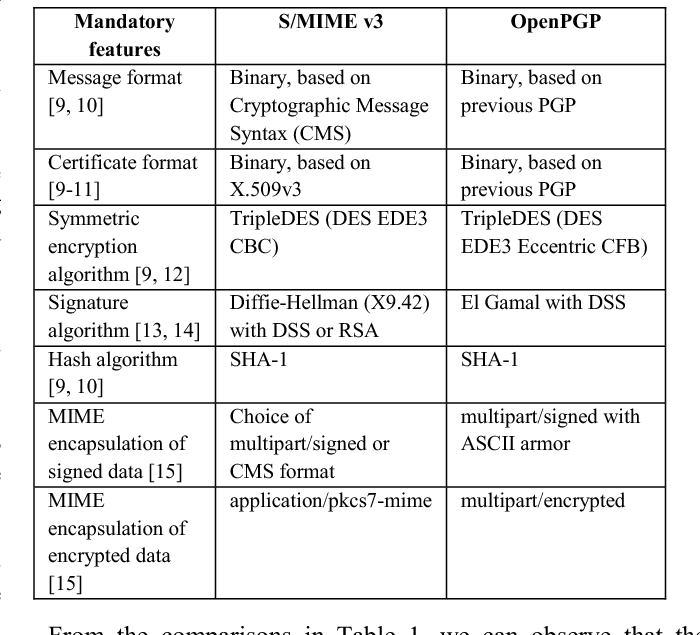 Mandatory features
S/MIME v3
OpenPGP
Message format [9, 10]
Binary, based on Cryptographic Message Syntax (CMS)
Binary, based on previous PGP
Certificate format [9-11]
Binary, based on X.509v3
Binary, based on previous PGP
Symmetric encryption algorithm [9, 12]
TripleDES (DES EDE3 CBC)
TripleDES (DES EDE3 Eccentric CFB)
Signature algorithm [13, 14]
Diffie-Hellman (X9.42) with DSS or RSA
El Gamal with DSS
Hash algorithm [9, 10]
SHA-1
SHA-1
MIME encapsulation of signed data [15]
Choice of multipart/signed or CMS format
multipart/signed with ASCII armor
MIME encapsulation of encrypted data [15]
application/pkcs7-mime
multipart/encrypted
From the comparisons in Table 1, we can observe that the